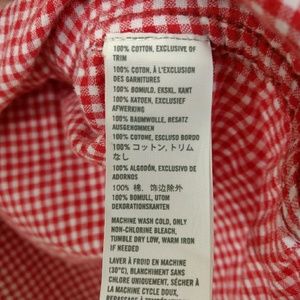 100% COTTON, EXCLUSIVE OF
TRIM
100% COTON, À L'EXCLUSION
DES GARNITURES
100% BOMULD, EKSKL. KANT
100% KATOEN, EXCLUSIEF
AFWERKING
100% BAUMWOLLE, BESATZ
AUSGENOMMEN
100% COTONE, ESCLUSO BORDO
100% コットン、トリム
なし
100% ALGODÓN, EXCLUSIVO DE
ADORNOS
100% 棉, 饰边除外
100% BOMULL, UTOM
DEKORATIONSKANTEN
MACHINE WASH COLD, ONLY
NON-CHLORINE BLEACH,
TUMBLE DRY LOW, WARM IRON
IF NEEDED
LAVER À FROID EN MACHINE
(30°C), BLANCHIMENT SANS
CHLORE UNIQUEMENT, SÉCHAGE À
LA MACHINE CYCLE DOUX,